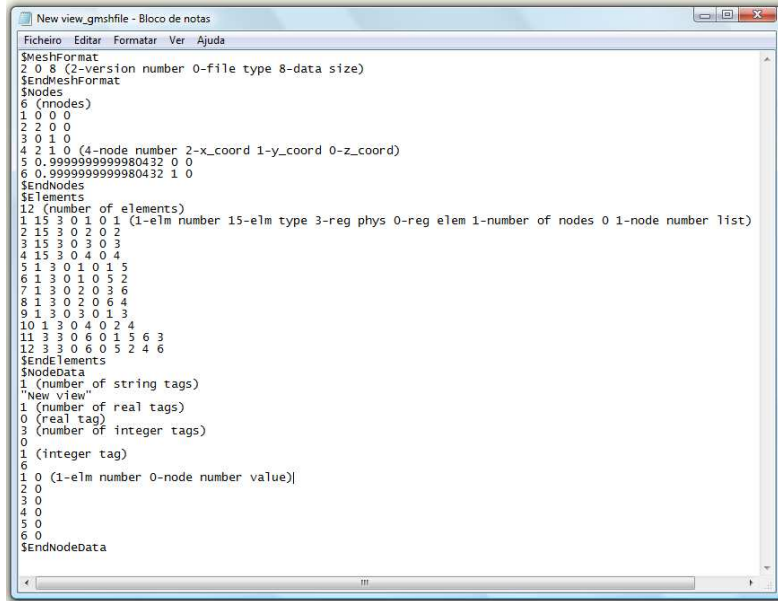 New view_gmshfile - Bloco de notas
Ficheiro Editar Formatar Ver Ajuda
$MeshFormat
2 0 8 (2-version number 0-file type 8-data size)
$EndMeshFormat
$Nodes
6 (nnodes)
1 0 0 0
2 2 0 0
3 0 1 0
4 2 1 0 (4-node number 2-x_coord 1-y_coord 0-z_coord)
5 0.9999999999980432 0 0
6 0.9999999999980432 1 0
$EndNodes
$Elements
12 (number of elements)
1 15 3 0 1 0 1 (1-elm number 15-elm type 3-reg phys 0-reg elem 1-number of nodes 0 1-node number list)
2 15 3 0 2 0 2
3 15 3 0 3 0 3
4 15 3 0 4 0 4
5 1 3 0 1 0 1 5
6 1 3 0 1 0 5 2
7 1 3 0 2 0 3 6
8 1 3 0 2 0 6 4
9 1 3 0 3 0 1 3
10 1 3 0 4 0 2 4
11 3 3 0 6 0 1 5 6 3
12 3 3 0 6 0 5 2 4 6
$EndElements
$NodeData
1 (number of string tags)
"New view"
1 (number of real tags)
0 (real tag)
3 (number of integer tags)
0
1 (integer tag)
6
1 0 (1-elm number 0-node number value)
2 0
3 0
4 0
5 0
6 0
$EndNodeData